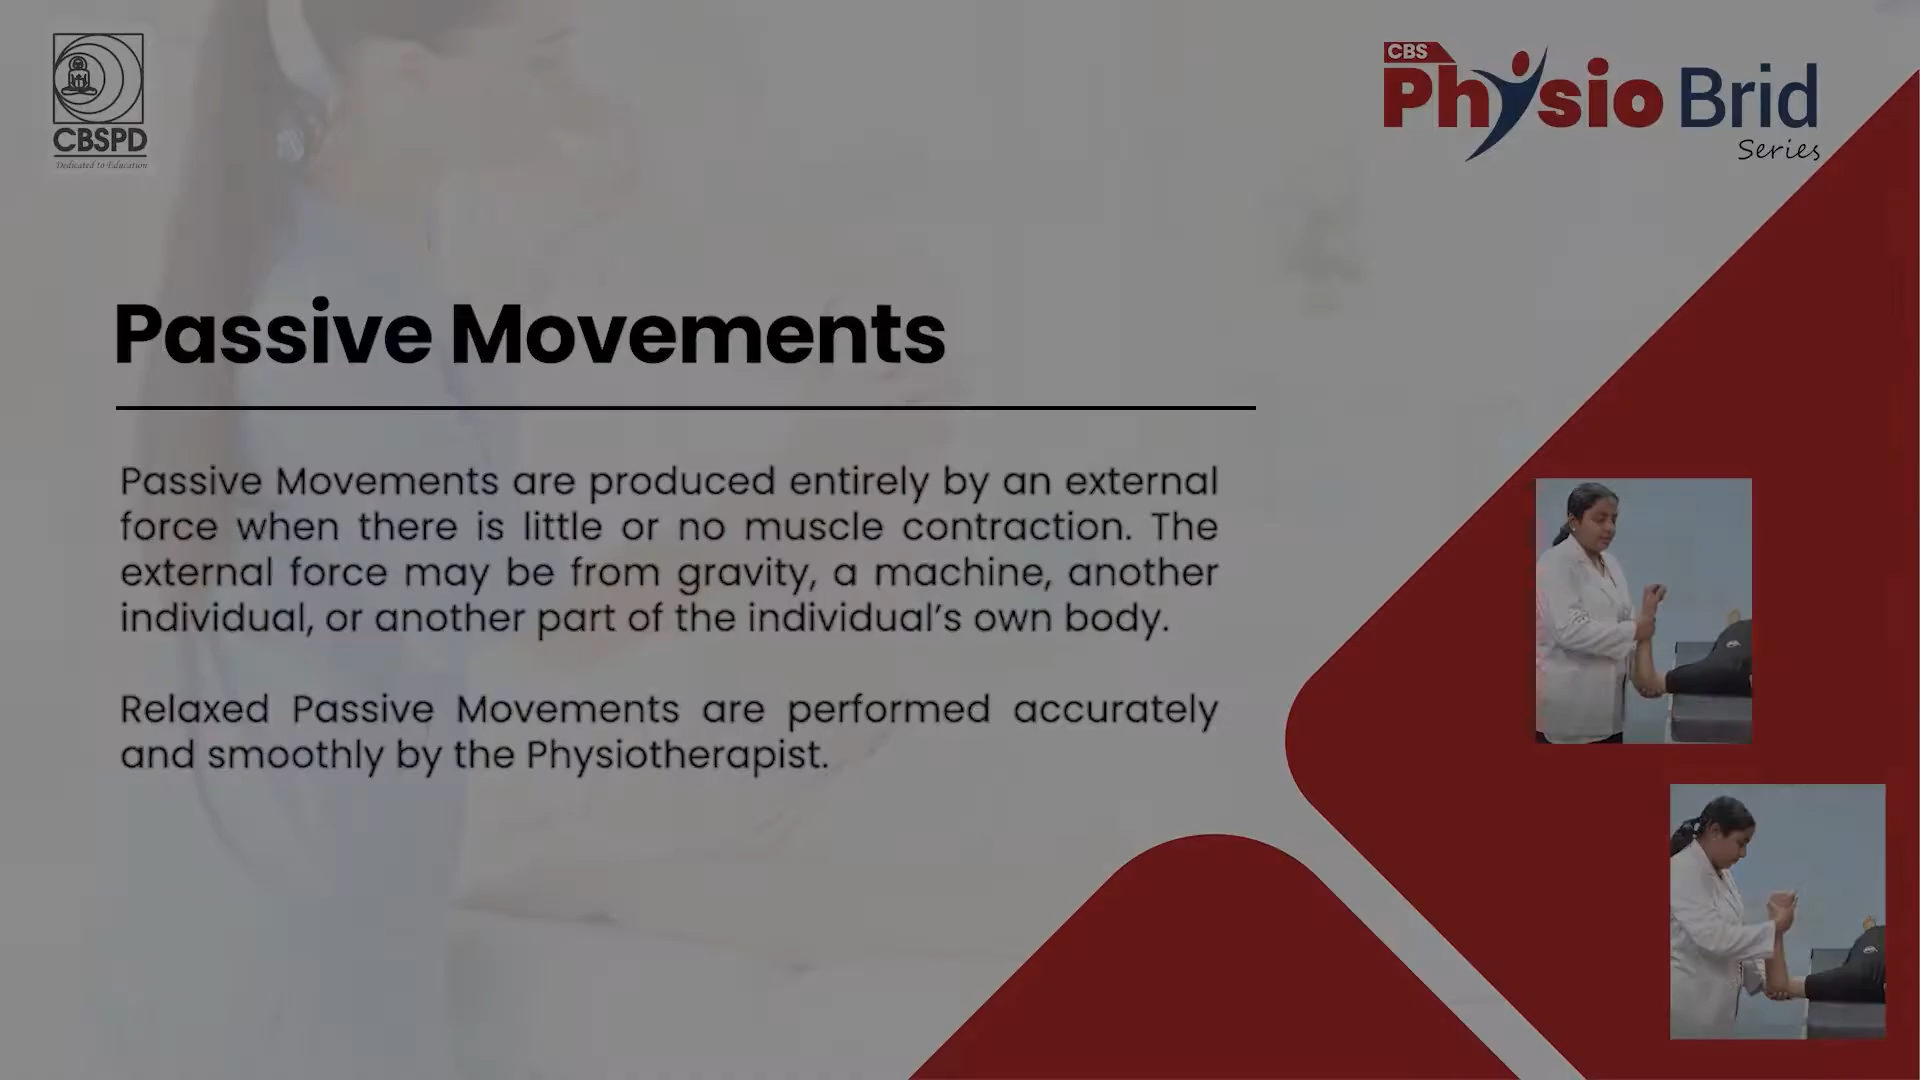 CBSPD
Dedicated to Education
CBS
Physio Brid
Series
Passive Movements
Passive Movements are produced entirely by an external
force when there is little or no muscle contraction. The
external force may be from gravity, a machine, another
individual, or another part of the individual’s own body.
Relaxed Passive Movements are performed accurately
and smoothly by the Physiotherapist.